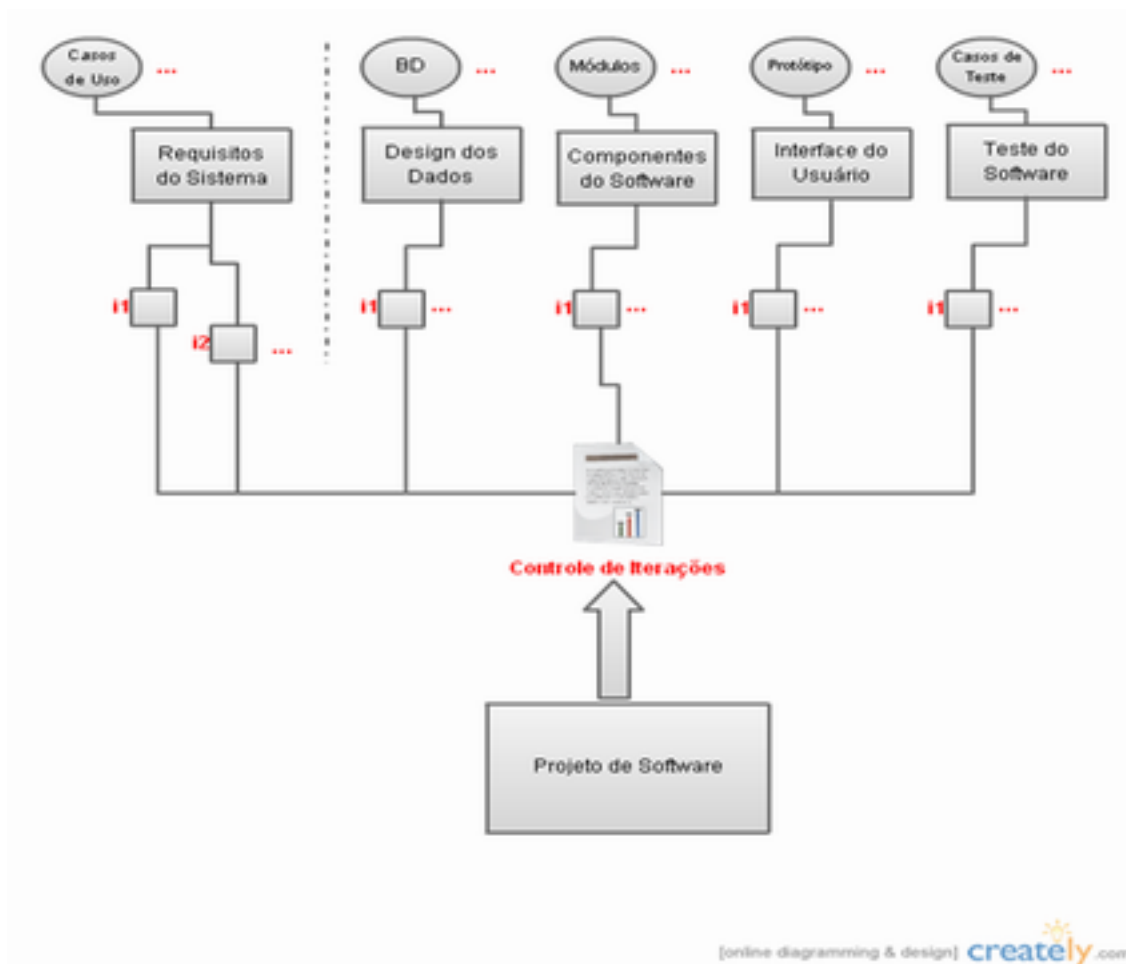 Casos
de Uso
...
BD
...
Módulos
...
Protótipo
...
Casos de
Teste
...
Requisitos
do Sistema
Design dos
Dados
Componentes
do Software
Interface do
Usuário
Teste do
Software
i1
i2
...
i1
...
i1
...
i1
...
i1
...
Controle de Iterações
Projeto de Software
[online diagramming & design] creately.com